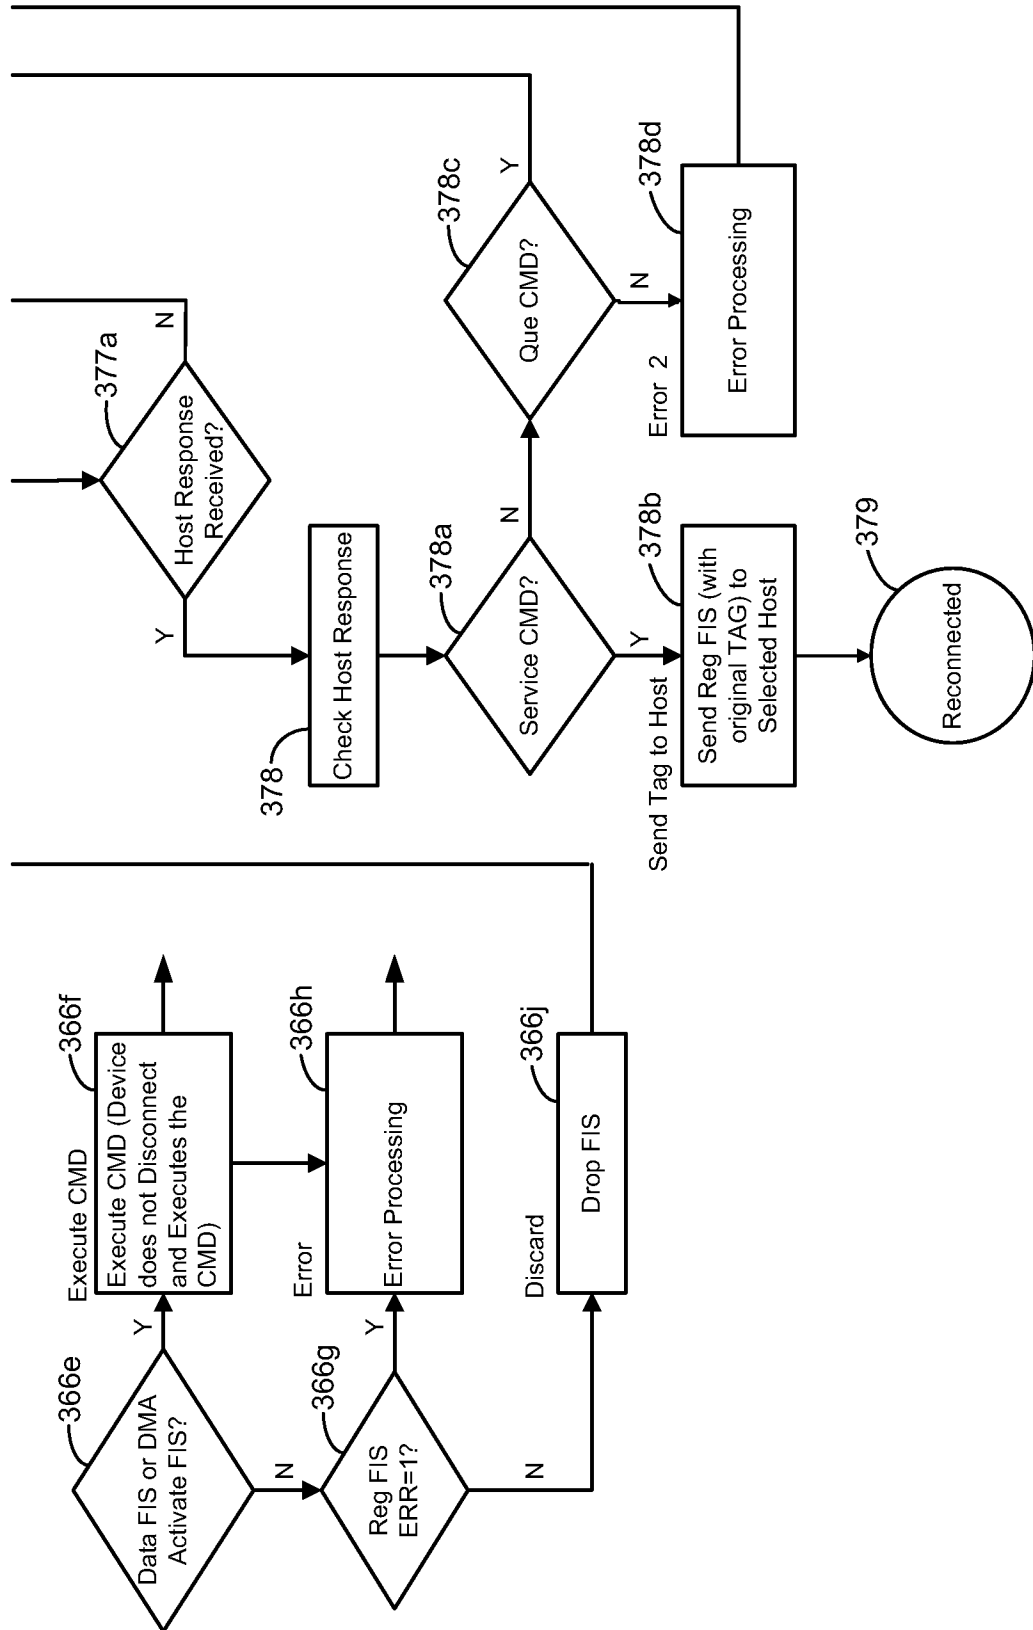 366e
Data FIS or DMA
Activate FIS?
Y
N
Execute CMD
366f
Execute CMD (Device
does not Disconnect
and Executes the
CMD)
366g
Reg FIS
ERR=1?
Y
N
Error
366h
Error Processing
Discard
366j
Drop FIS
377a
Host Response
Received?
Y
N
378
Check Host Response
378a
Service CMD?
N
Y
Send Tag to Host
378b
Send Reg FIS (with
original TAG) to
Selected Host
379
Reconnected
378c
Que CMD?
Y
N
Error 2
378d
Error Processing